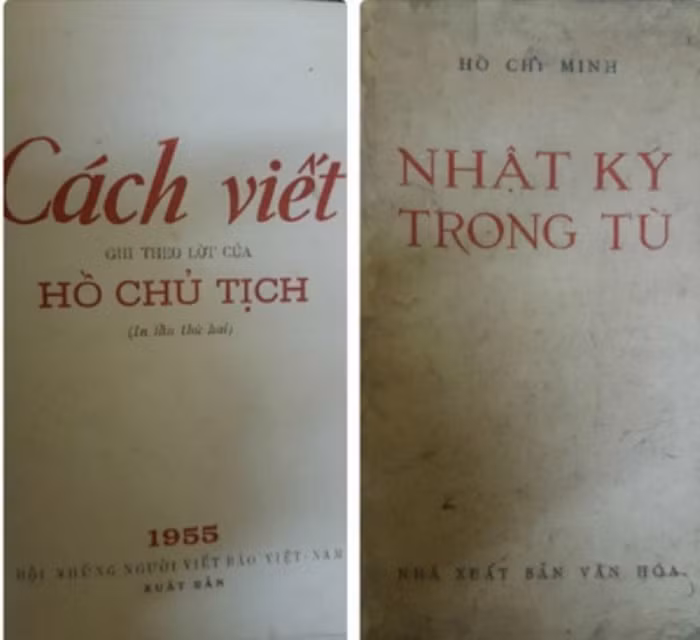 Cách viết
GHI THEO LỜI CỦA
HỒ CHỦ TỊCH
(In lần thứ hai)
1955
HỘI NHỮNG NGƯỜI VIẾT BÁO VIỆT-NAM
XUẤT BẢN
HỒ CHÍ MINH
NHẬT KÝ
TRONG TÙ
NHÀ XUẤT BẢN VĂN HÓA